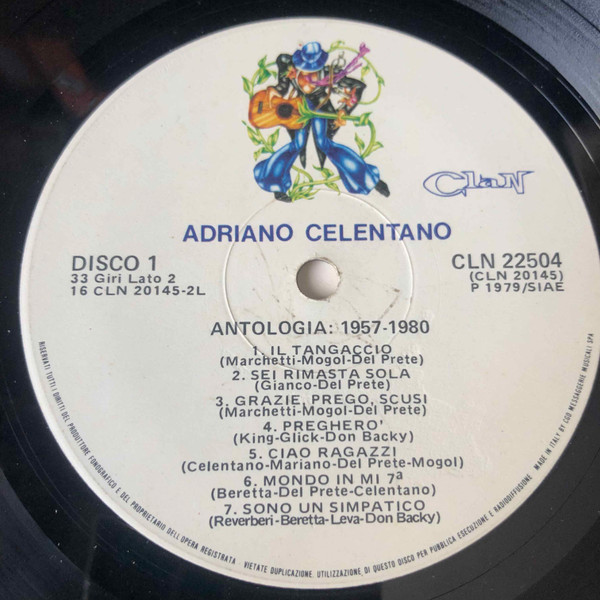 ClaN
ADRIANO CELENTANO
DISCO 1
33 Giri Lato 2
16 CLN 20145-2L
CLN 22504
(CLN 20145)
P 1979/SIAE
ANTOLOGIA: 1957-1980
1. IL TANGACCIO
(Marchetti-Mogol-Del Prete)
2. SEI RIMASTA SOLA
(Gianco-Del Prete)
3. GRAZIE, PREGO, SCUSI
(Marchetti-Mogol-Del Prete)
4. PREGHERO'
(King-Glick-Don Backy)
5. CIAO RAGAZZI
(Celentano-Mariano-Del Prete-Mogol)
6. MONDO IN MI 7ª
(Beretta-Del Prete-Celentano)
7. SONO UN SIMPATICO
(Reverberi-Beretta-Leva-Don Backy)
RISERVATI TUTTI I DIRITTI DEL PRODUTTORE FONOGRAFICO E DEL PROPRIETARIO DELL'OPERA REGISTRATA - VIETATE DUPLICAZIONE, UTILIZZAZIONE DI QUESTO DISCO PER PUBBLICA ESECUZIONE E RADIODIFFUSIONE. MADE IN ITALY BY CGD MESSAGGERIE MUSICALI SPA